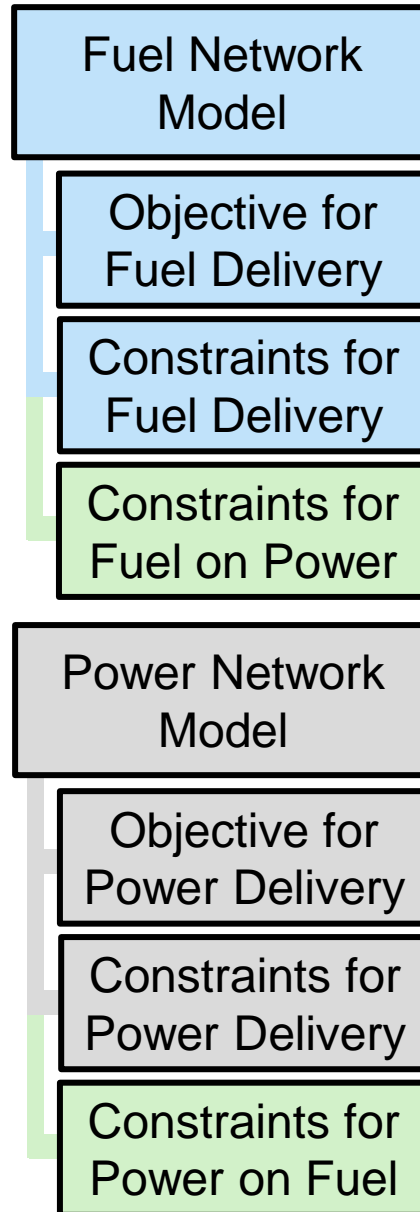 Fuel Network
Model
Objective for
Fuel Delivery
Constraints for
Fuel Delivery
Constraints for
Fuel on Power
Power Network
Model
Objective for
Power Delivery
Constraints for
Power Delivery
Constraints for
Power on Fuel